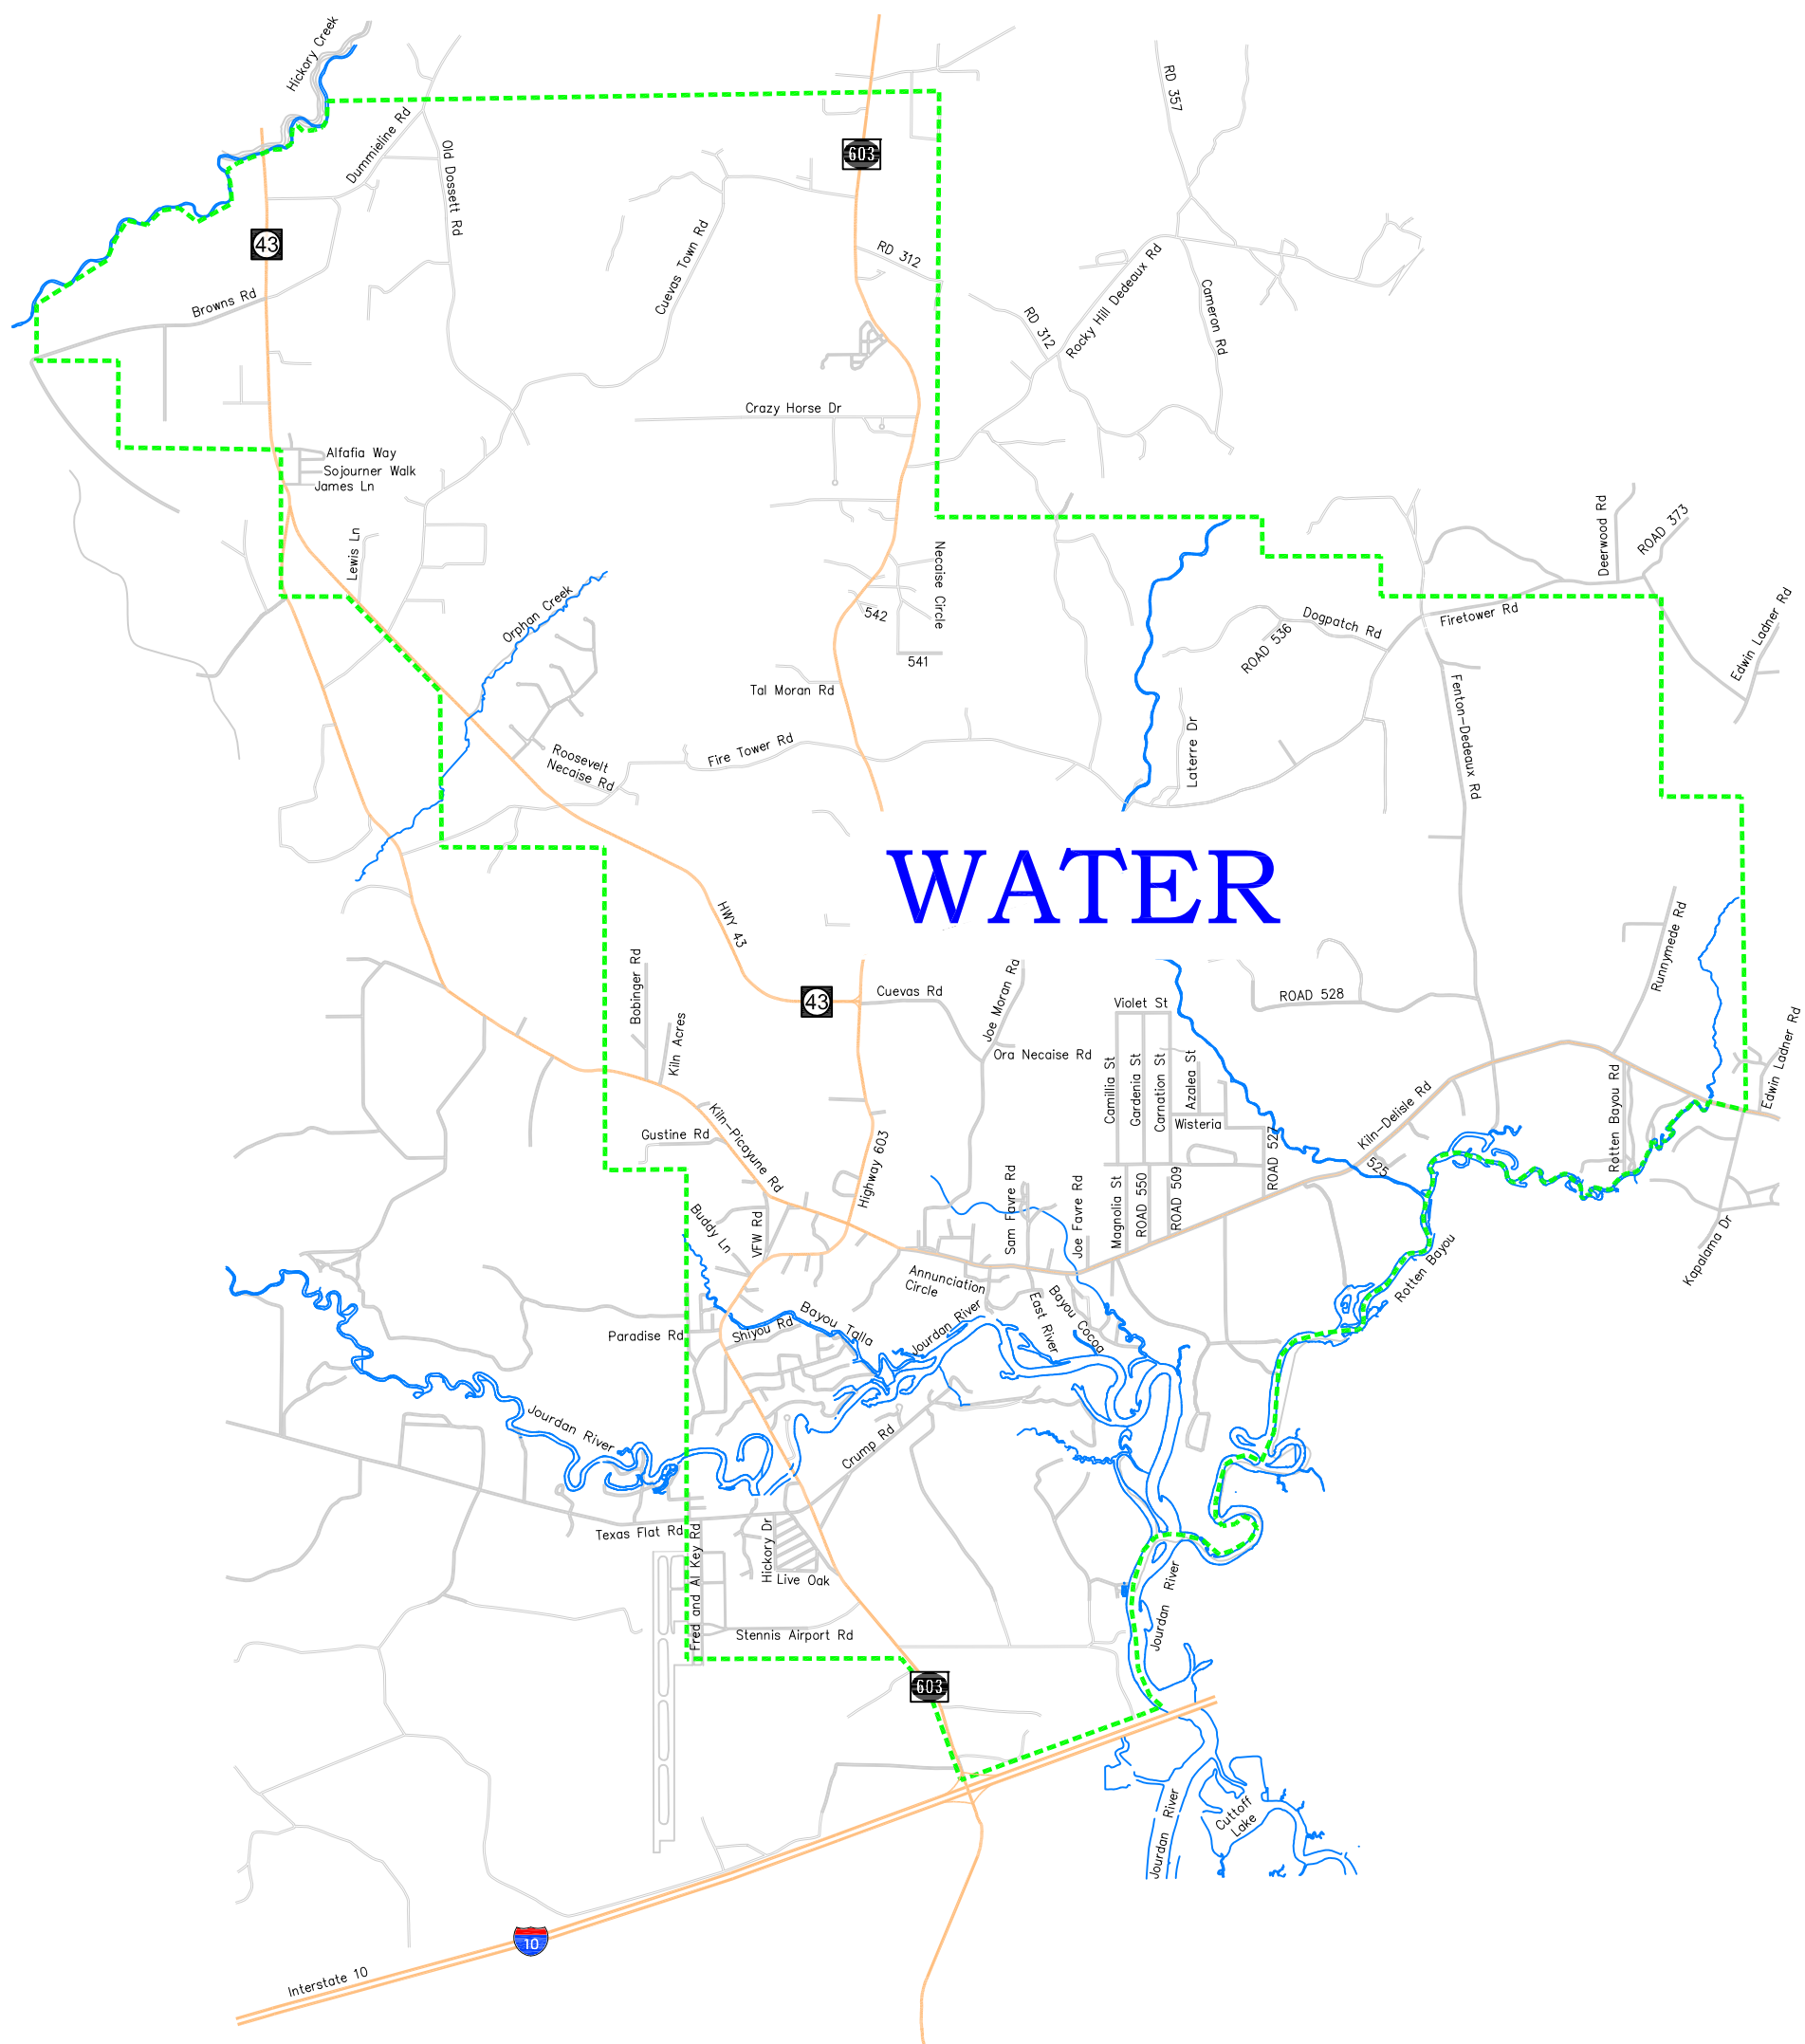 Hickory Creek
RD 357
Dummieline Rd
Old Dossett Rd
603
43
Cuevas Town Rd
RD 312
Browns Rd
RD 312
Rocky Hill Dedeaux Rd
Cameron Rd
Crazy Horse Dr
Alfafia Way
Sojourner Walk
James Ln
Lewis Ln
Orphan Creek
Necaise Circle
542
541
Deerwood Rd
ROAD 373
Dogpatch Rd
ROAD 536
Firetower Rd
Edwin Ladner Rd
Tal Moran Rd
Fenton-Dedeaux Rd
Laterre Dr
Fire Tower Rd
Roosevelt
Necaise Rd
WATER
HWY 43
Runnymede Rd
Bobinger Rd
Kiln Acres
43
Cuevas Rd
Joe Moran Rd
Violet St
ROAD 528
Ora Necaise Rd
Camillia St
Gardenia St
Carnation St
Azalea St
Wisteria
Edwin Ladner Rd
Rotten Bayou Rd
Kiln-Delisle Rd
Kiln-Picayune Rd
Gustine Rd
Highway 603
ROAD 527
525
Sam Favre Rd
Joe Favre Rd
Magnolia St
ROAD 550
ROAD 509
Buddy Ln
VFW Rd
Kapalama Dr
Rotten Bayou
Annunciation
Circle
East River
Bayou Cocoa
Jourdan River
Bayou Talla
Shiyou Rd
Paradise Rd
Jourdan River
Crump Rd
Texas Flat Rd
Fred and Al Key Rd
Hickory Dr
Live Oak
Stennis Airport Rd
Jourdan River
603
Jourdan River
Cuttoff
Lake
10
Interstate 10